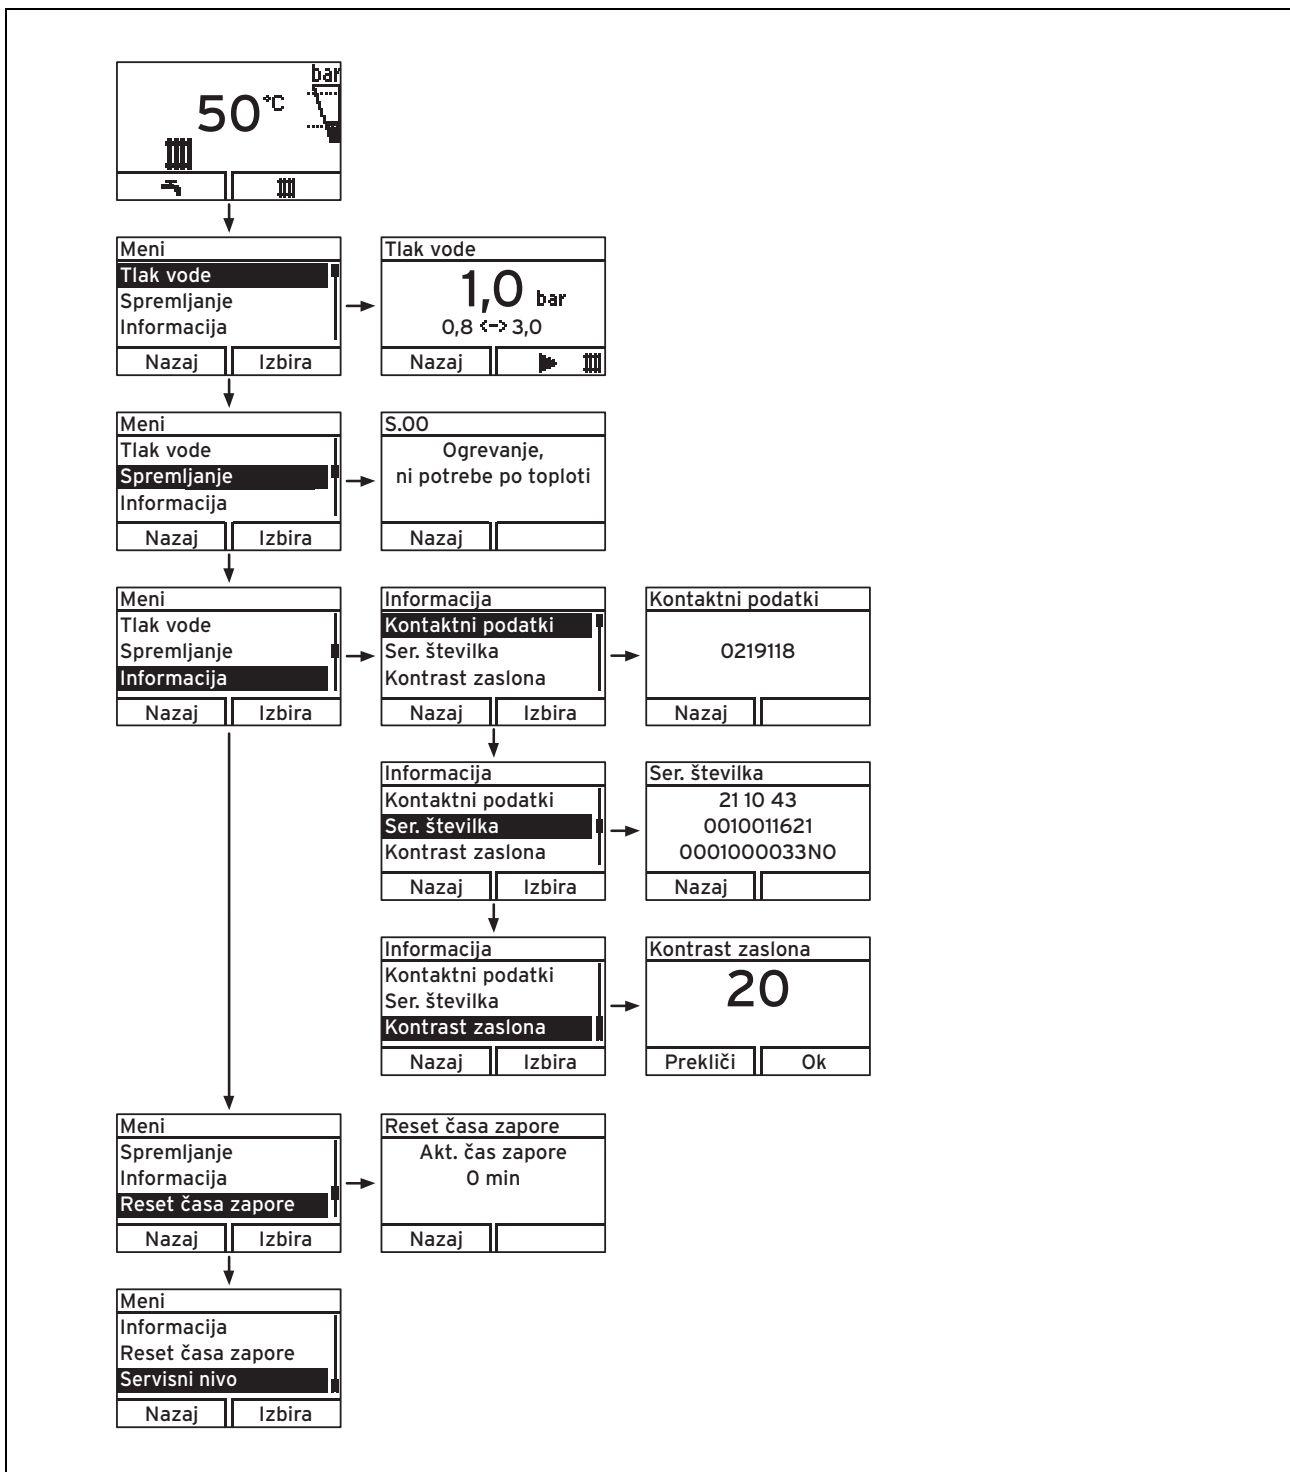 bar
50°C
Meni
Tlak vode
Spremljanje
Informacija
Nazaj Izbira
Tlak vode
1,0 bar
0,8 <-> 3,0
Nazaj
Meni
Tlak vode
Spremljanje
Informacija
Nazaj Izbira
S.00
Ogrevanje,
ni potrebe po toploti
Nazaj
Meni
Tlak vode
Spremljanje
Informacija
Nazaj Izbira
Informacija
Kontaktni podatki
Ser. številka
Kontrast zaslona
Nazaj Izbira
Kontaktni podatki
0219118
Nazaj
Informacija
Kontaktni podatki
Ser. številka
Kontrast zaslona
Nazaj Izbira
Ser. številka
21 10 43
0010011621
0001000033N0
Nazaj
Informacija
Kontaktni podatki
Ser. številka
Kontrast zaslona
Nazaj Izbira
Kontrast zaslona
20
Prekliči Ok
Meni
Spremljanje
Informacija
Reset časa zapore
Nazaj Izbira
Reset časa zapore
Akt. čas zapore
0 min
Nazaj
Meni
Informacija
Reset časa zapore
Servisni nivo
Nazaj Izbira